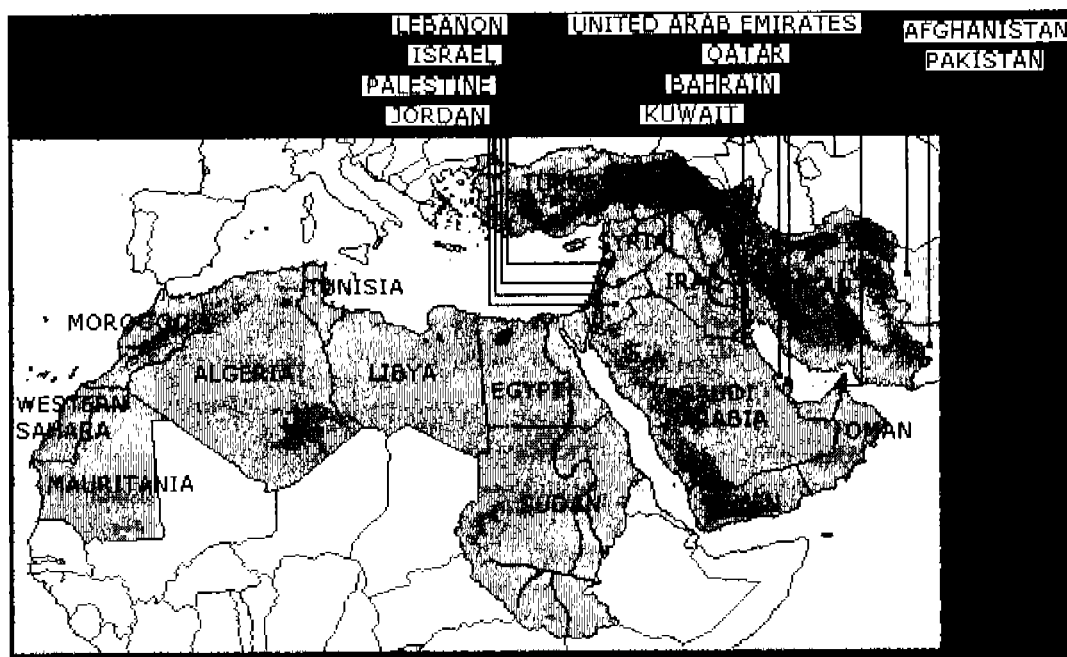 LEBANON
UNITED ARAB EMIRATES
AFGHANISTAN
ISRAEL
QATAR
PAKISTAN
PALESTINE
BAHRAIN
JORDAN
KUWAIT
SYRIA
TUNISIA
MOROCCO
ALGERIA
LIBYA
EGYPT
SAUDI
ARABIA
WESTERN
SAHARA
OMAN
MAURITANIA
SUDAN